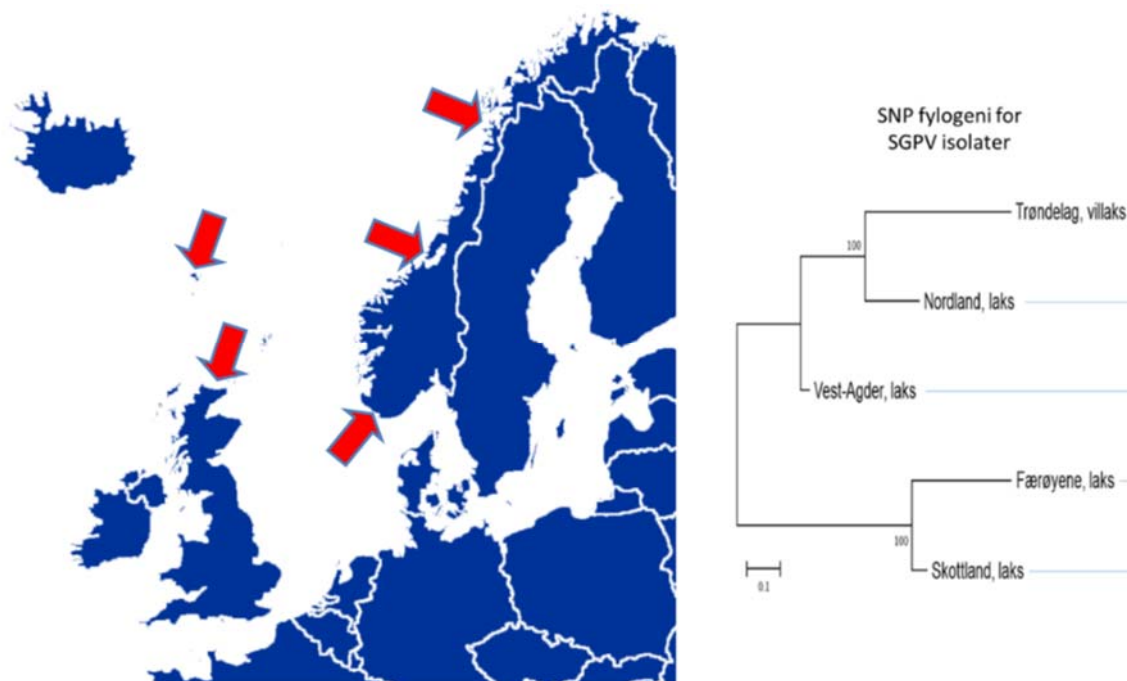 SNP fylogeni for
SGPV isolater
Trøndelag, villaks
100
Nordland, laks
Vest-Agder, laks
Færøyene, laks
100
Skottland, laks
0.1